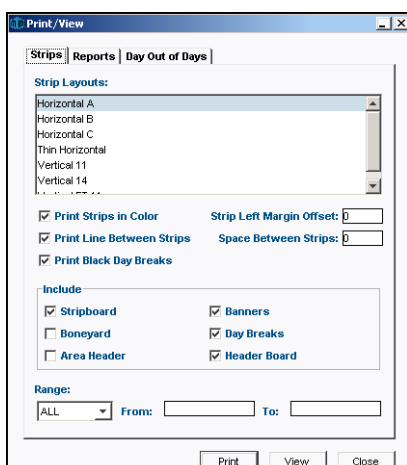 Print/View
Strips Reports Day Out of Days
Strip Layouts:
Horizontal A
Horizontal B
Horizontal C
Thin Horizontal
Vertical 11
Vertical 14
Print Strips in Color Strip Left Margin Offset: 0
Print Line Between Strips Space Between Strips: 0
Print Black Day Breaks
Include
Stripboard Banners
Boneyard Day Breaks
Area Header Header Board
Range:
ALL From: To:
Print View Close